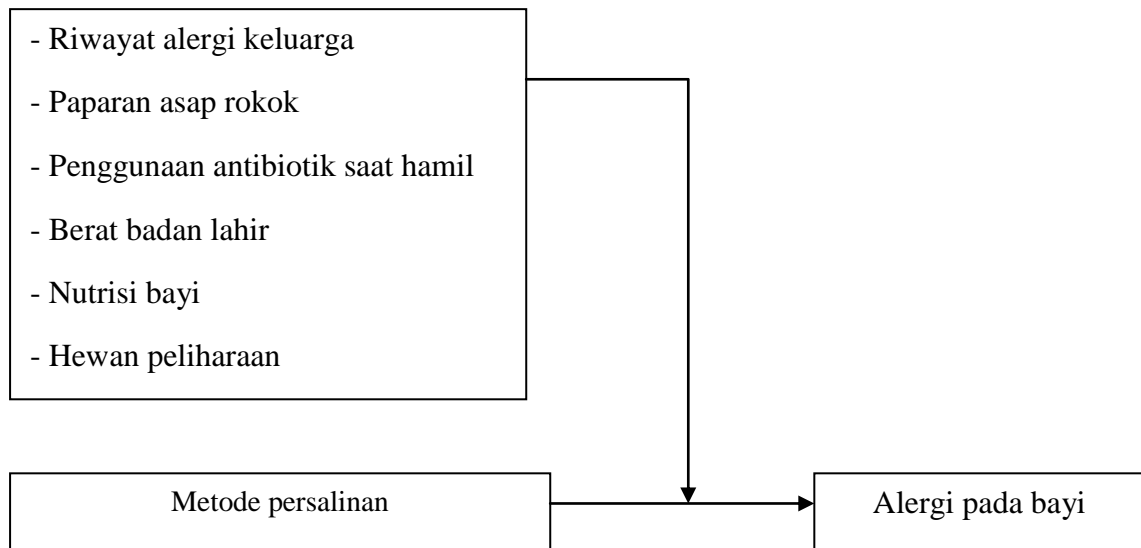 - Riwayat alergi keluarga
- Paparan asap rokok
- Penggunaan antibiotik saat hamil
- Berat badan lahir
- Nutrisi bayi
- Hewan peliharaan
Metode persalinan
Alergi pada bayi